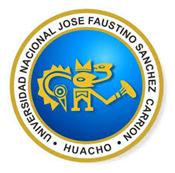 UNIVERSIDAD NACIONAL JOSE FAUSTINO SANCHEZ CARRION
• HUACHO •